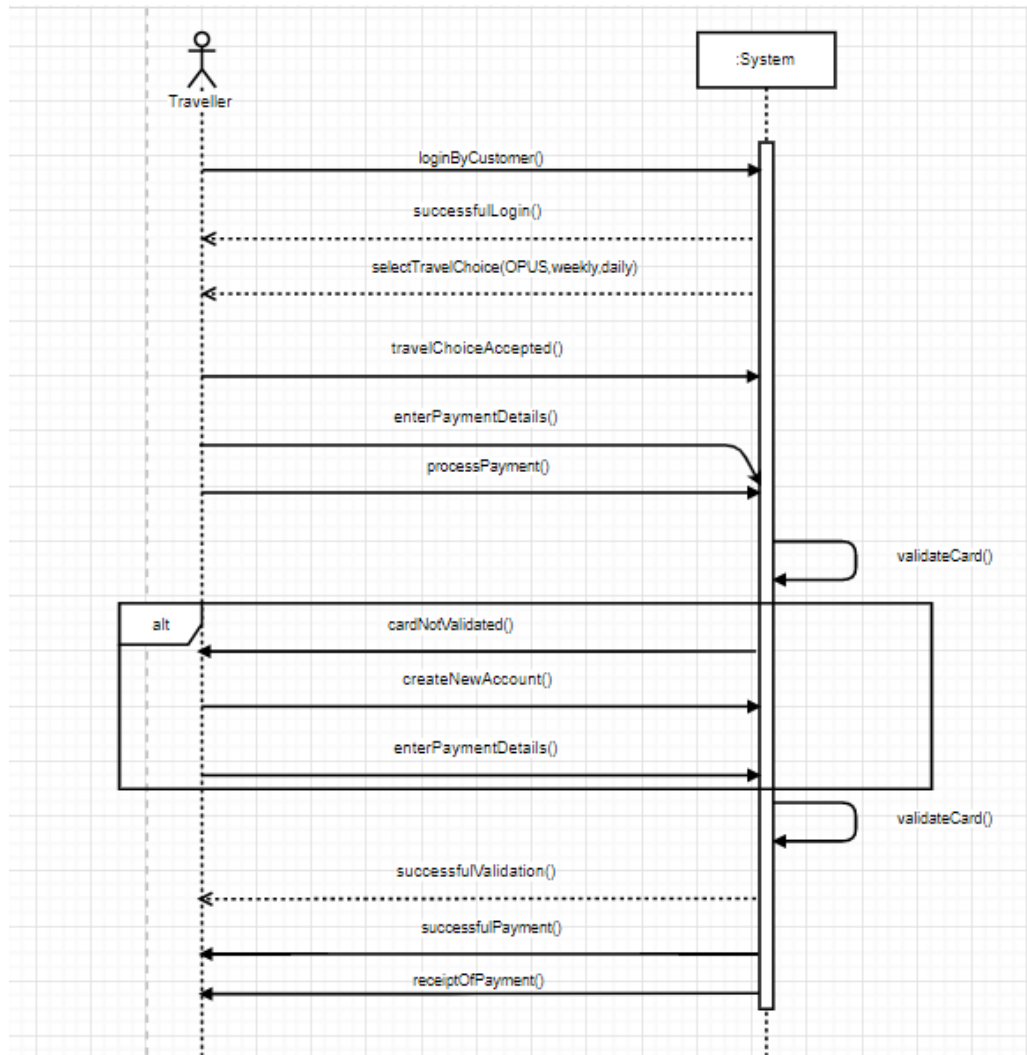 :System
Traveller
loginByCustomer()
successfulLogin()
selectTravelChoice(OPUS,weekly,daily)
travelChoiceAccepted()
enterPaymentDetails()
processPayment()
validateCard()
alt
cardNotValidated()
createNewAccount()
enterPaymentDetails()
validateCard()
successfulValidation()
successfulPayment()
receiptOfPayment()